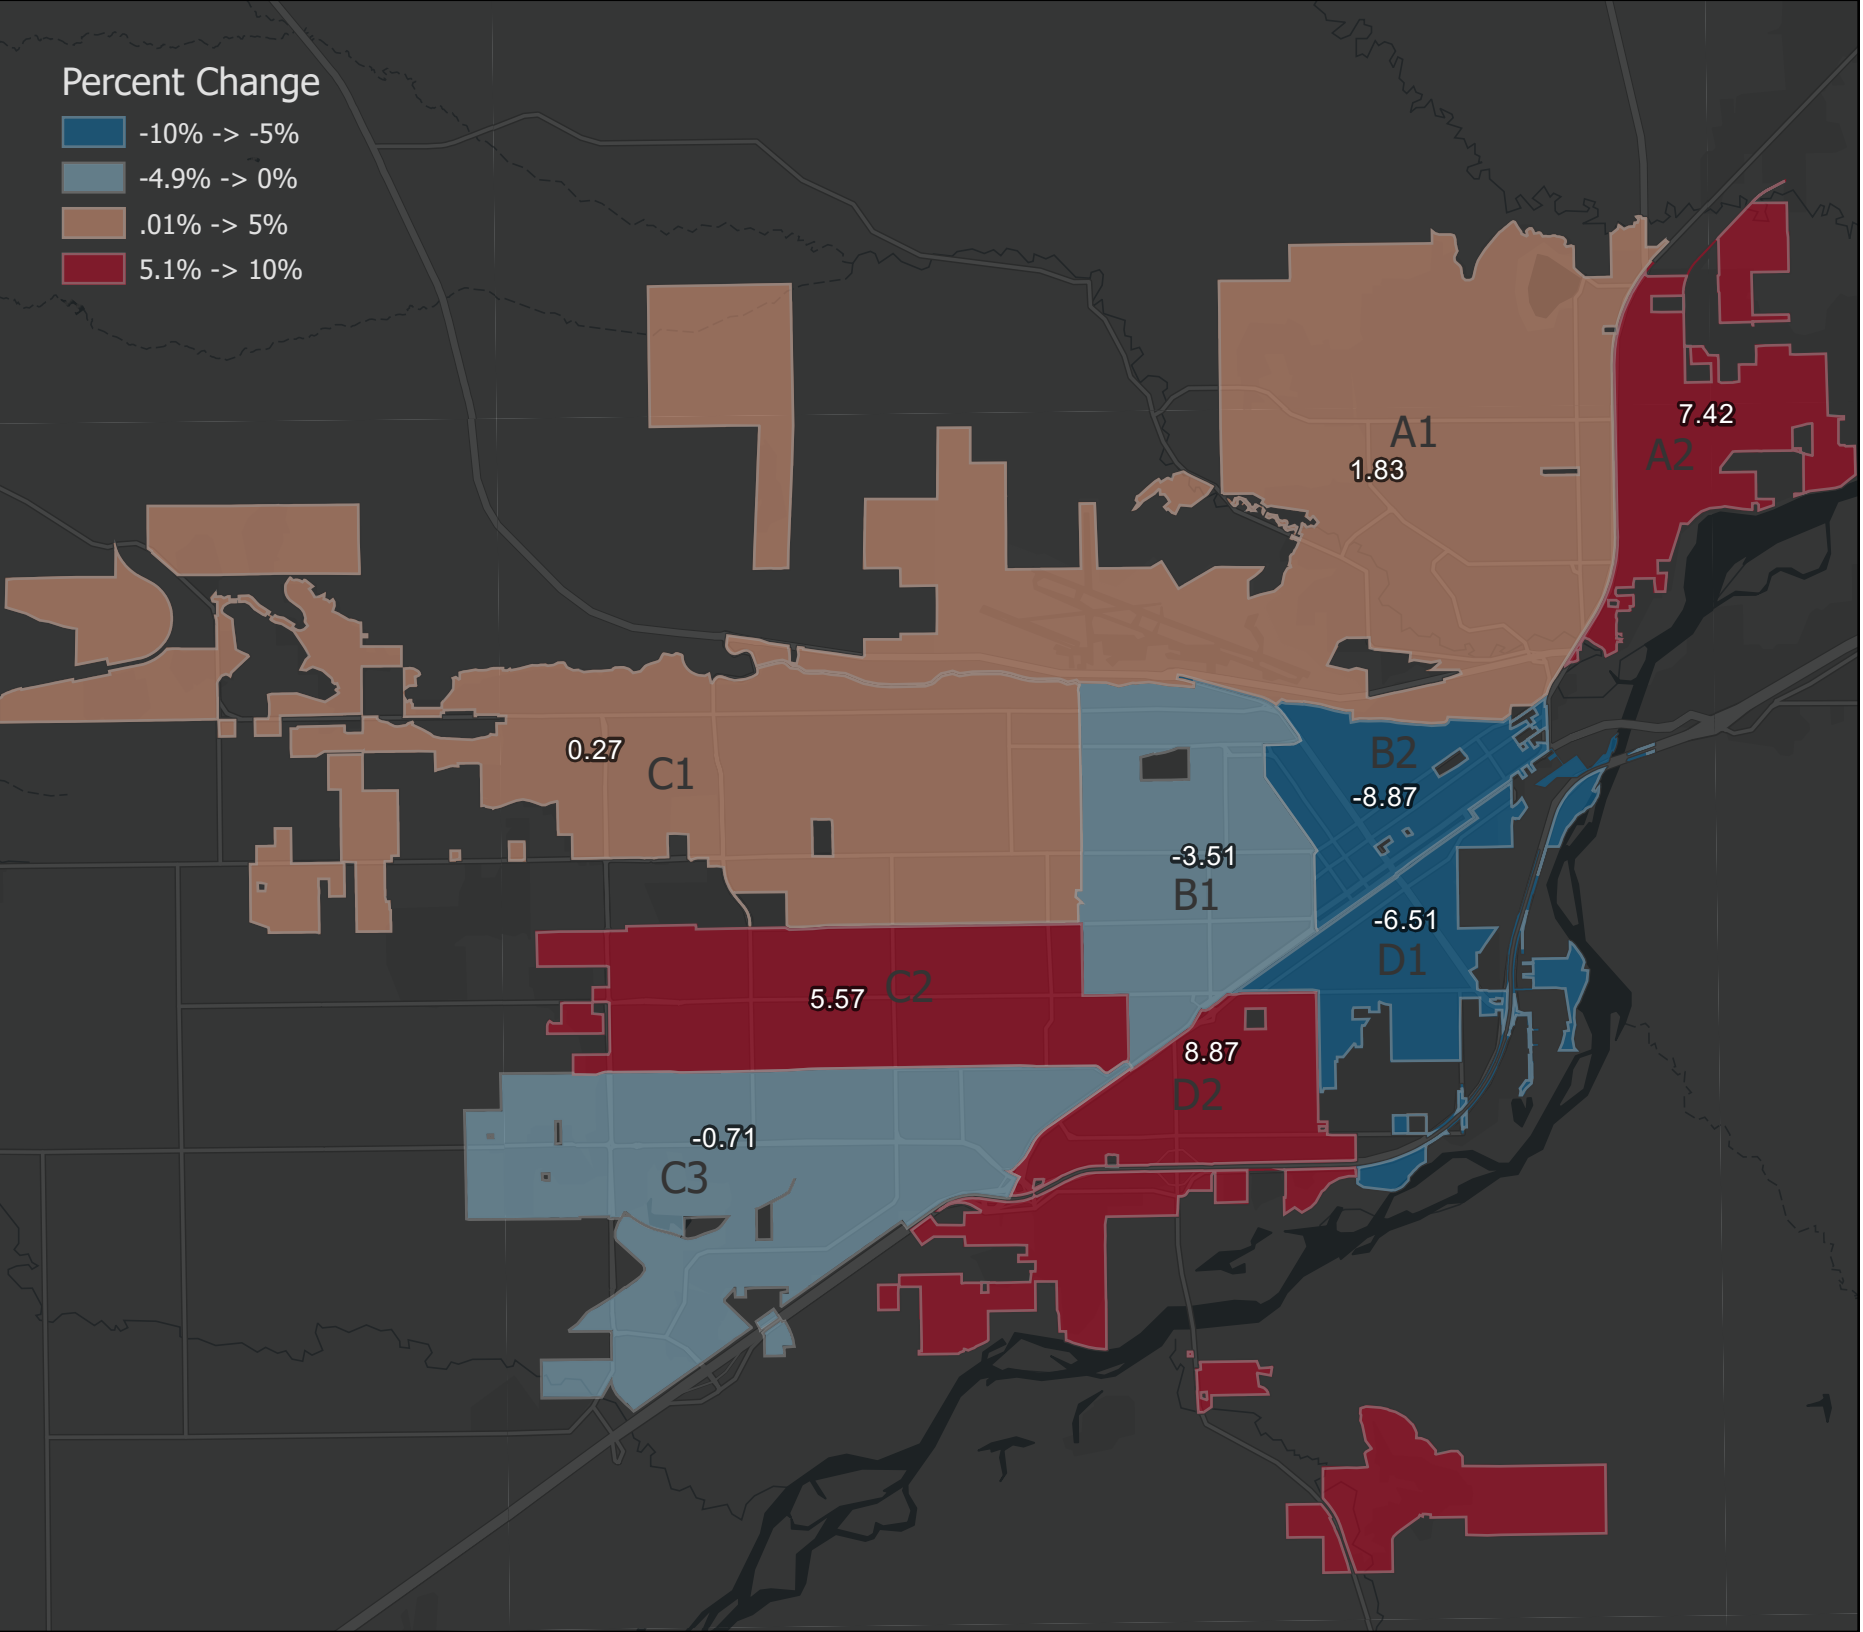 Percent Change
-10% -> -5%
-4.9% -> 0%
.01% -> 5%
5.1% -> 10%
A1
1.83
7.42
A2
0.27
C1
B2
-8.87
-3.51
B1
-6.51
D1
5.57
C2
8.87
D2
-0.71
C3